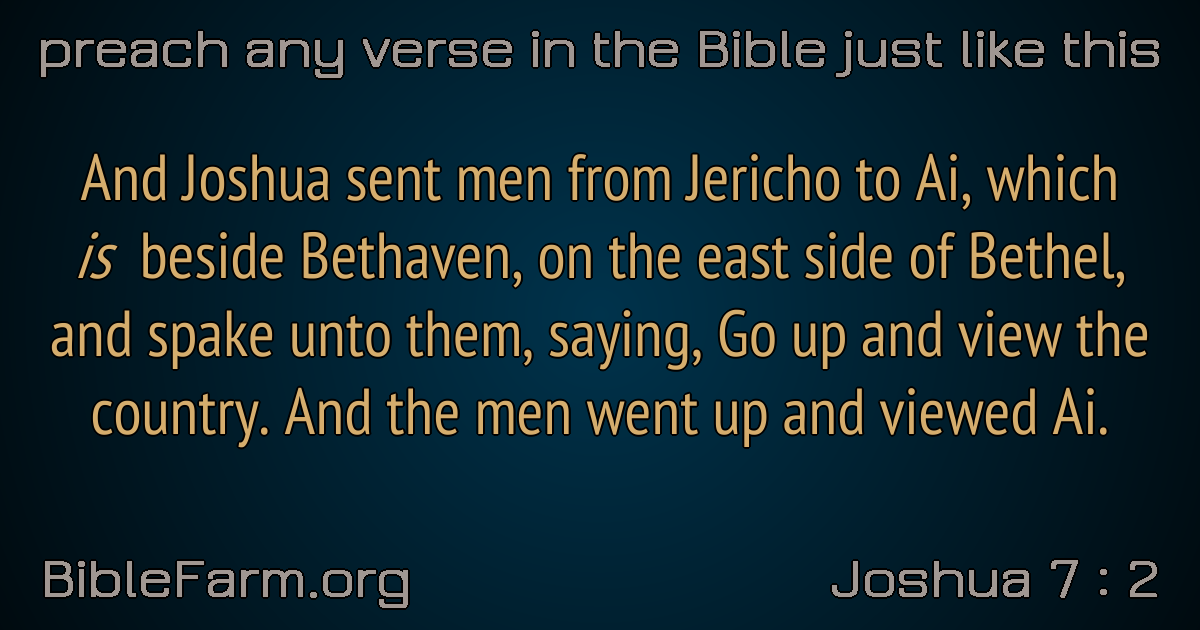 preach any verse in the Bible just like this
And Joshua sent men from Jericho to Ai, which
is beside Bethaven, on the east side of Bethel,
and spake unto them, saying, Go up and view the
country. And the men went up and viewed Ai.
BibleFarm.org
Joshua 7 : 2